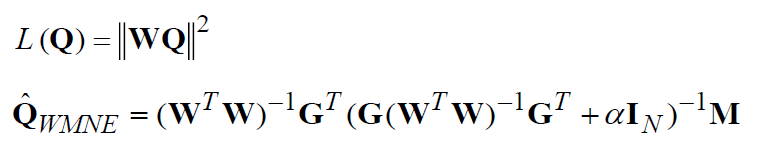 L(Q) = ‖WQ‖²
Q̂_WMNE = (WᵀW)⁻¹Gᵀ(G(WᵀW)⁻¹Gᵀ + αI_N)⁻¹M